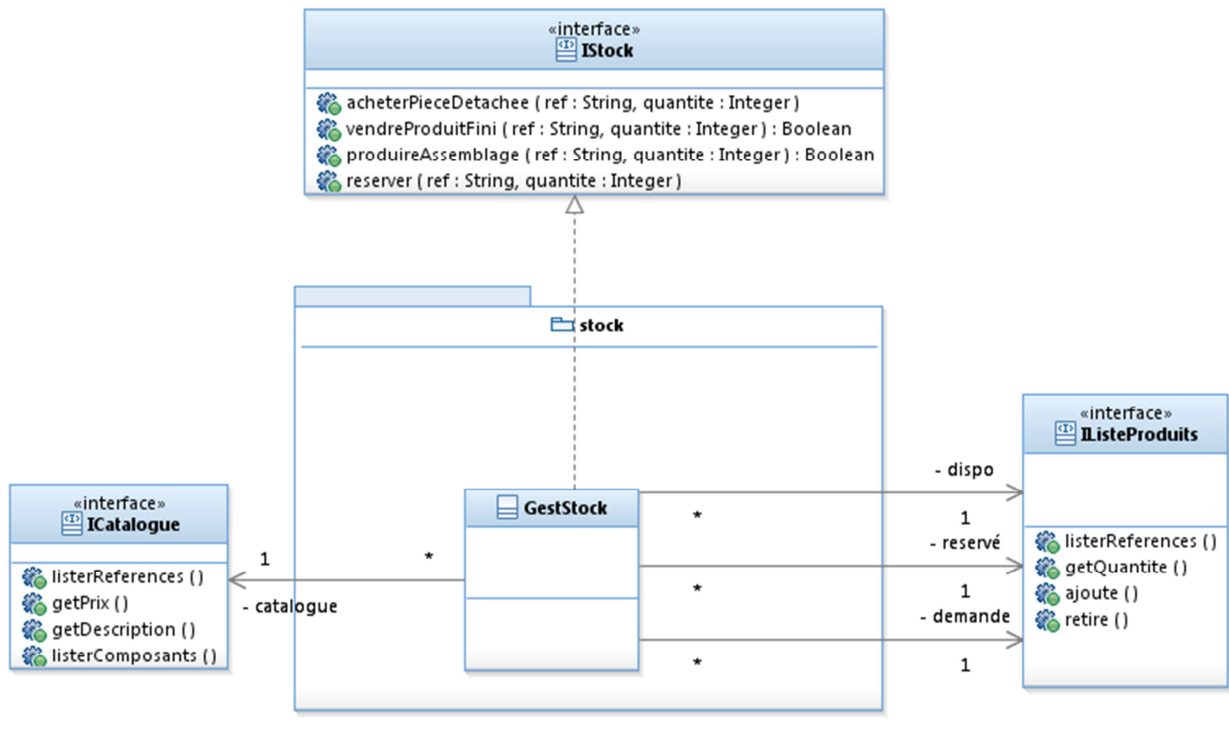 «interface»
IStock
acheterPieceDetachee ( ref : String, quantite : Integer )
vendreProduitFini ( ref : String, quantite : Integer ) : Boolean
produireAssemblage ( ref : String, quantite : Integer ) : Boolean
reserver ( ref : String, quantite : Integer )
stock
«interface»
ICatalogue
listerReferences ( )
getPrix ( )
getDescription ( )
listerComposants ( )
1
*
- catalogue
GestStock
- dispo
*
1
- reservé
*
1
- demande
*
1
«interface»
IListeProduits
listerReferences ( )
getQuantite ( )
ajoute ( )
retire ( )